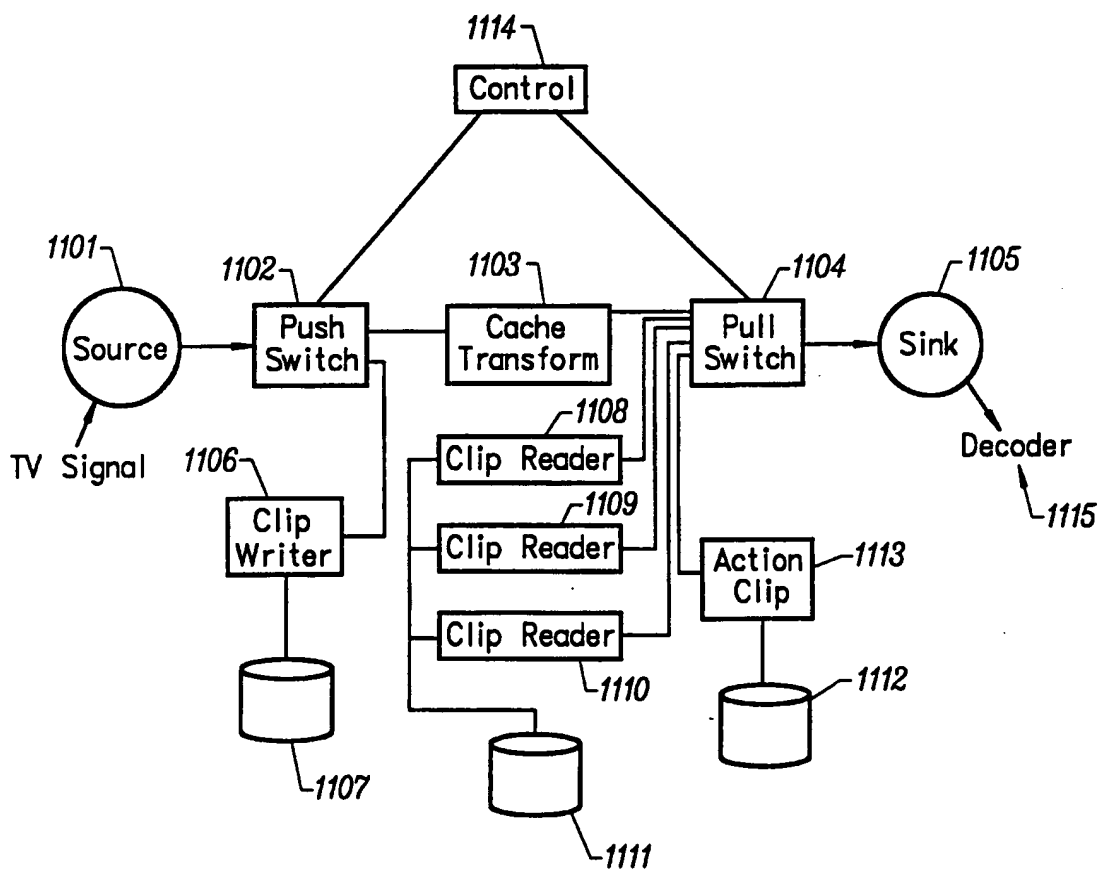 1114
Control
1101
1102
1103
1104
1105
Source
Push
Switch
Cache
Transform
Pull
Switch
Sink
TV Signal
1106
Clip
Writer
1107
1108
Clip Reader
1109
Clip Reader
Clip Reader
1110
1111
Decoder
1115
Action
Clip
1113
1112